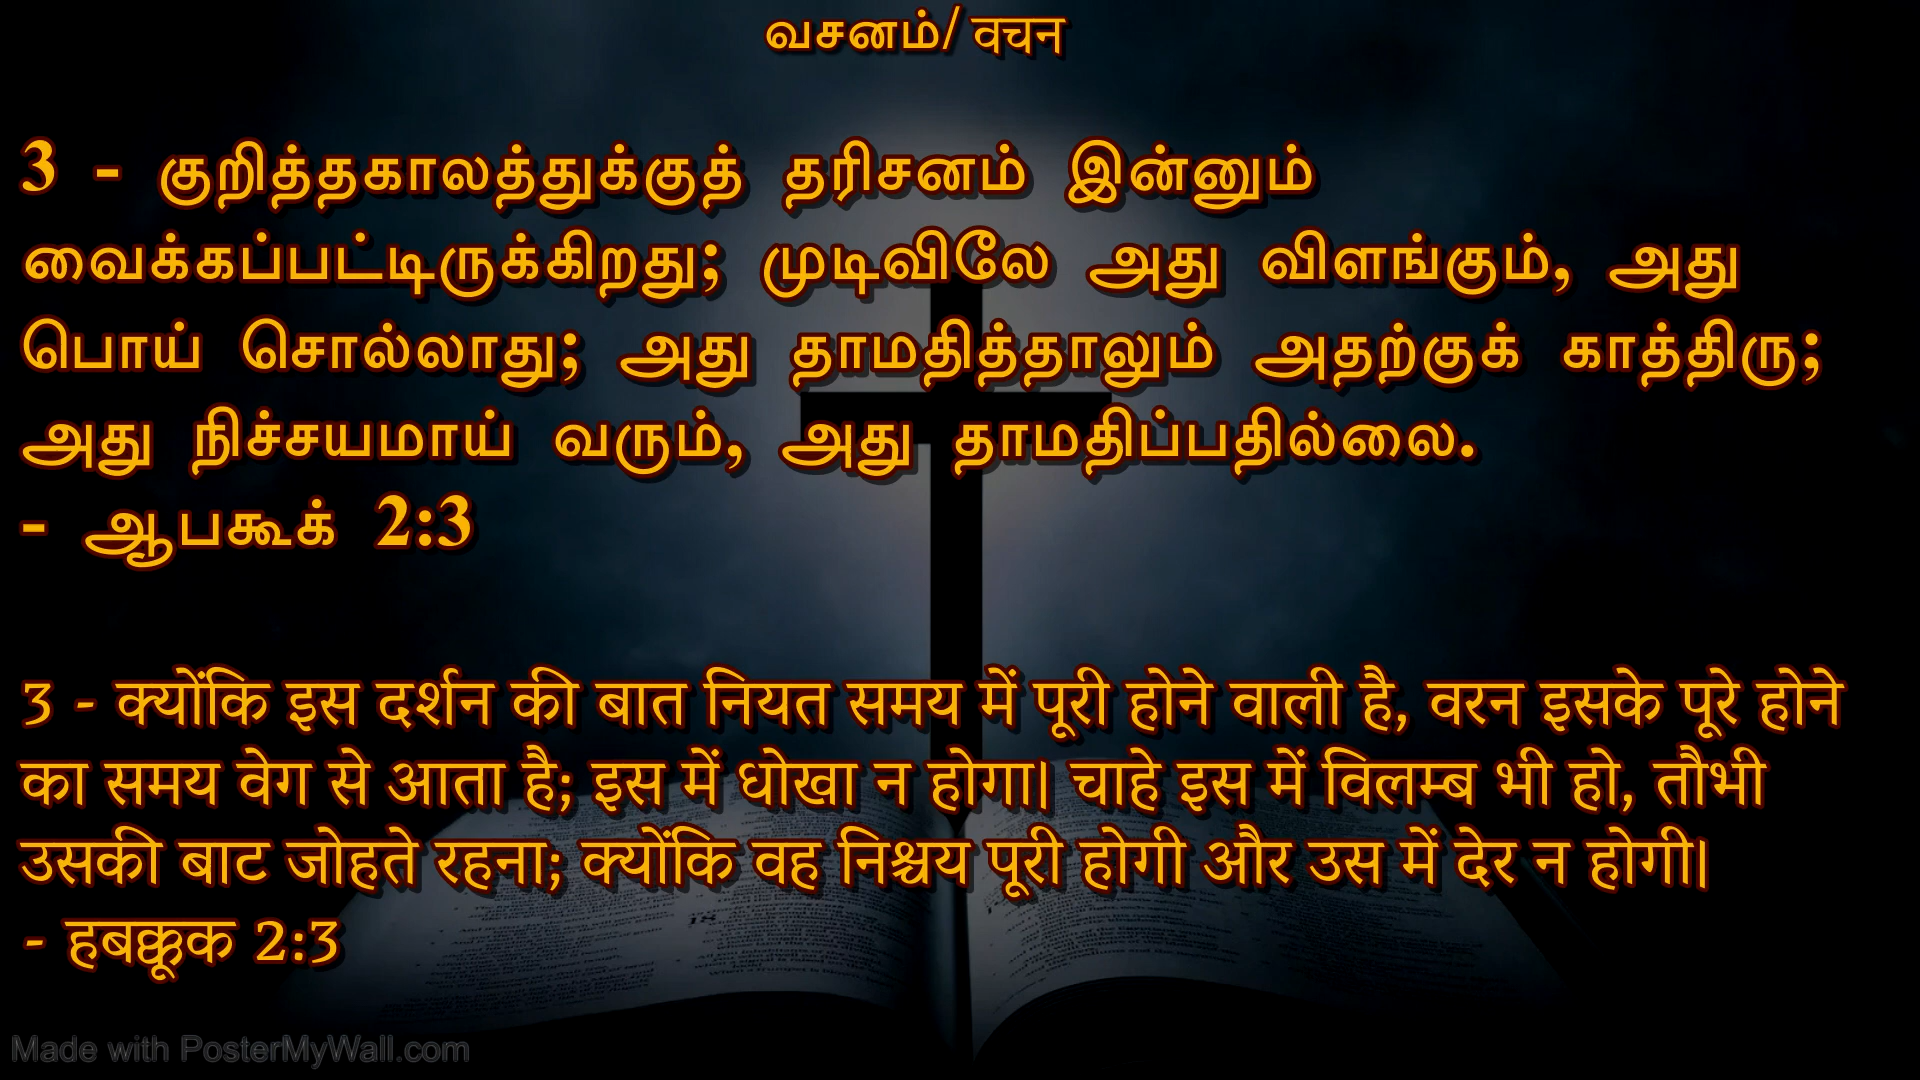 வசனம்/ वचन
3 - குறித்தகாலத்துக்குத் தரிசனம் இன்னும்
வைக்கப்பட்டிருக்கிறது; முடிவிலே அது விளங்கும், அது
பொய் சொல்லாது; அது தாமதித்தாலும் அதற்குக் காத்திரு;
அது நிச்சயமாய் வரும், அது தாமதிப்பதில்லை.
- ஆபகூக் 2:3
3 - क्योंकि इस दर्शन की बात नियत समय में पूरी होने वाली है, वरन इसके पूरे होने
का समय वेग से आता है; इस में धोखा न होगा। चाहे इस में विलम्ब भी हो, तौभी
उसकी बाट जोहते रहना; क्योंकि वह निश्चय पूरी होगी और उस में देर न होगी।
- हबक्कूक 2:3
Made with PosterMyWall.com